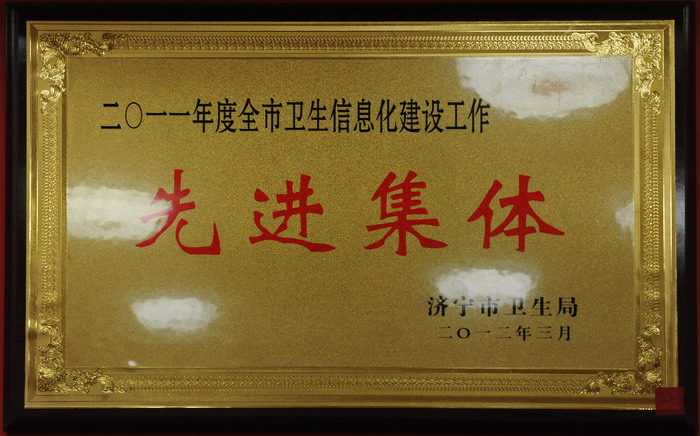 二〇一一年度全市卫生信息化建设工作
先进集体
济宁市卫生局
二〇一二年三月